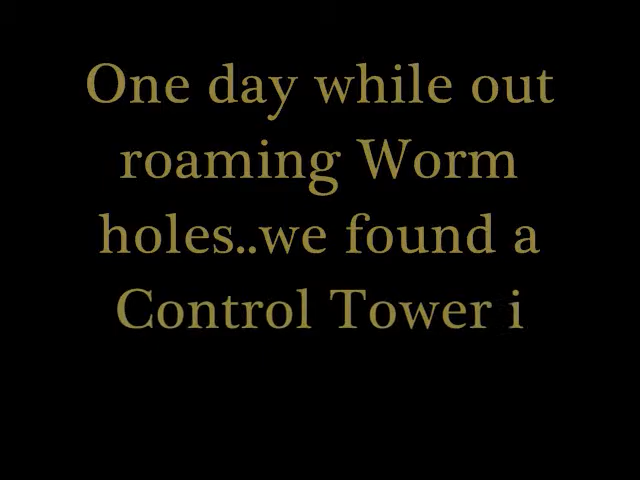 One day while out
roaming Worm
holes..we found a
Control Tower i